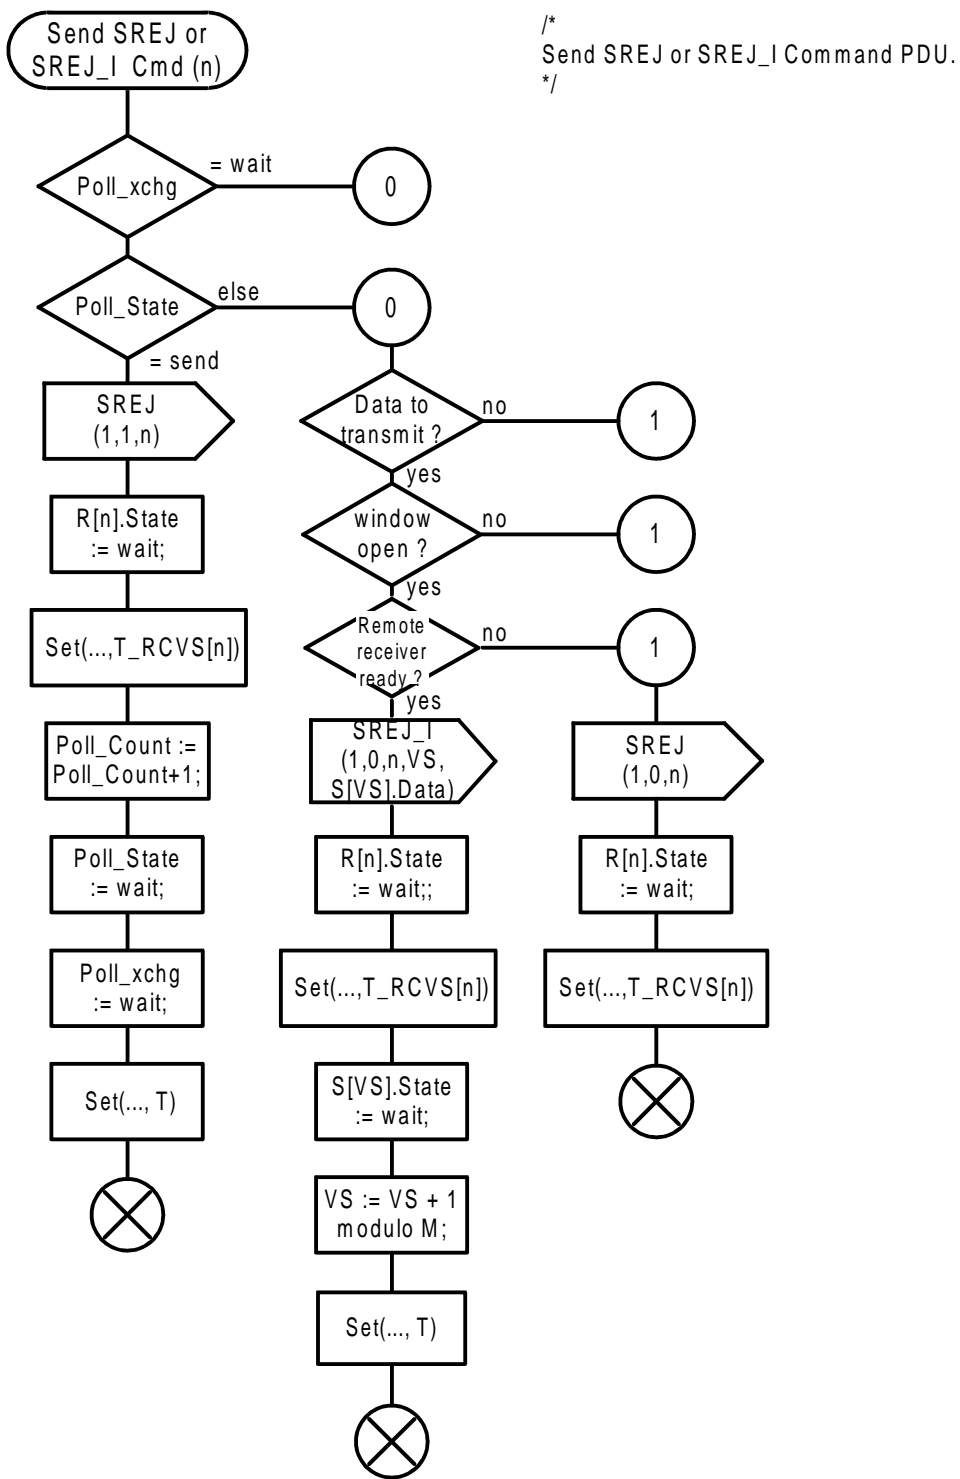 Send SREJ or
SREJ_I Cmd (n)
/*
Send SREJ or SREJ_I Command PDU.
*/
Poll_xchg
= wait
0
Poll_State
else
0
= send
SREJ
(1,1,n)
R[n].State
:= wait;
Set(...,T_RCVS[n])
Poll_Count :=
Poll_Count+1;
Poll_State
:= wait;
Poll_xchg
:= wait;
Set(..., T)
Data to
transmit ?
no
1
yes
window
open ?
no
1
yes
Remote
receiver
ready ?
no
1
yes
SREJ_I
(1,0,n,VS,
S[VS].Data)
R[n].State
:= wait;;
Set(...,T_RCVS[n])
S[VS].State
:= wait;
VS := VS + 1
modulo M;
Set(..., T)
SREJ
(1,0,n)
R[n].State
:= wait;
Set(...,T_RCVS[n])